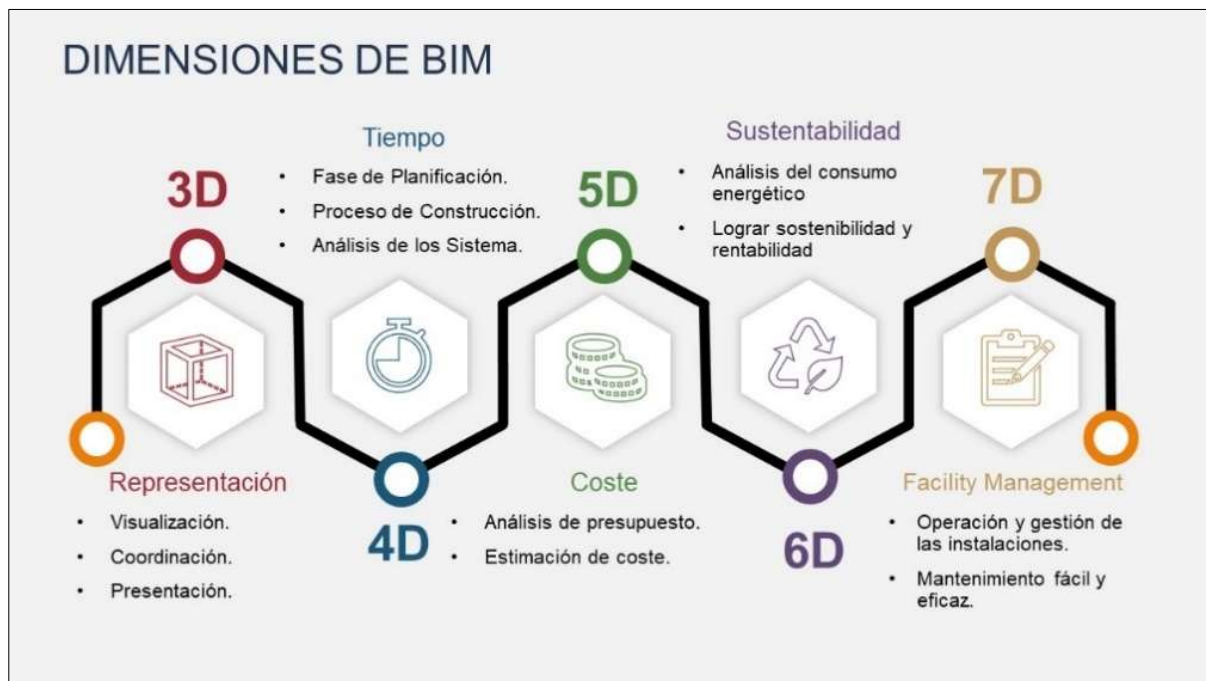 DIMENSIONES DE BIM
3D
Representación
• Visualización.
• Coordinación.
• Presentación.
Tiempo
• Fase de Planificación.
• Proceso de Construcción.
• Análisis de los Sistema.
4D
5D
Coste
• Análisis de presupuesto.
• Estimación de coste.
Sustentabilidad
• Análisis del consumo
energético
• Lograr sostenibilidad y
rentabilidad
6D
7D
Facility Management
• Operación y gestión de
las instalaciones.
• Mantenimiento fácil y
eficaz.